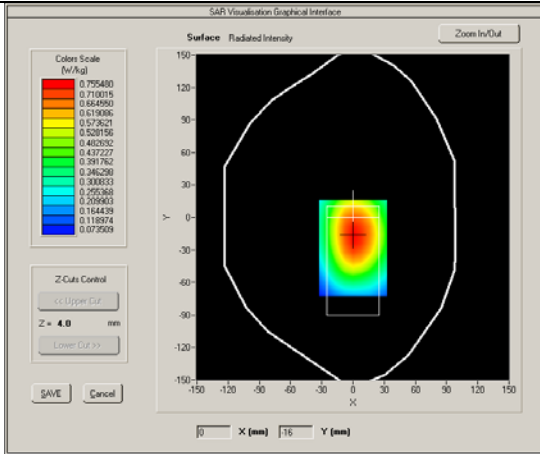 SAR Visualisation Graphical Interface
Surface Radiated Intensity
Zoom In/Out
Colors Scale
(W/kg)
0.755480
0.710015
0.664550
0.619086
0.573621
0.528156
0.482692
0.437227
0.391762
0.346298
0.300833
0.255368
0.209903
0.164439
0.118974
0.073509
Z-Cuts Control
<< Upper Cut
Z = 4.0 mm
Lower Cut >>
SAVE Cancel
Y
150
120
90
60
30
0
-30
-60
-90
-120
-150
-150 -120 -90 -60 -30 0 30 60 90 120 150
X
0 X (mm) -16 Y (mm)